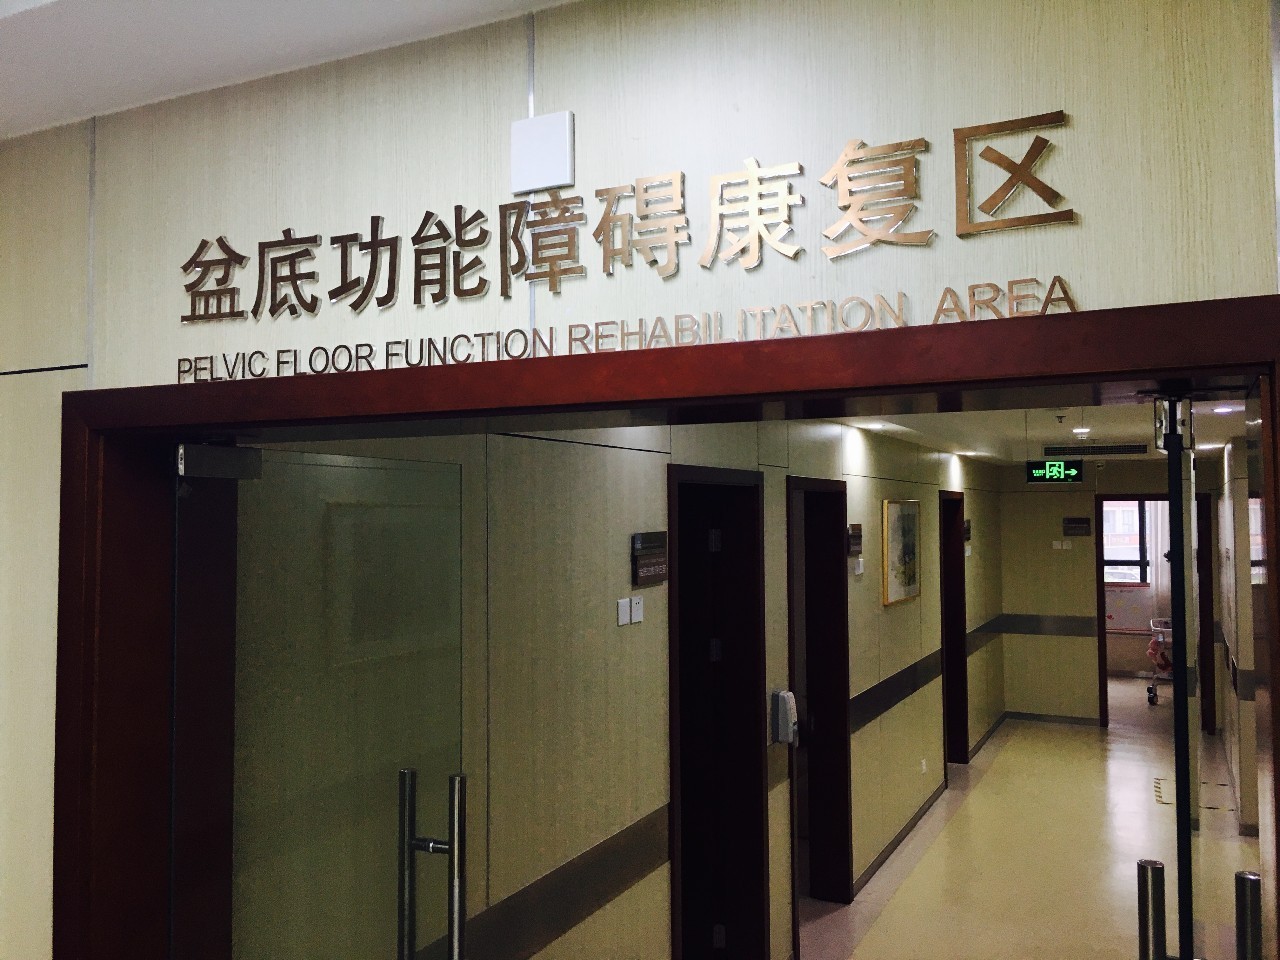 盆底功能障碍康复区
PELVIC FLOOR FUNCTION REHABILITATION AREA